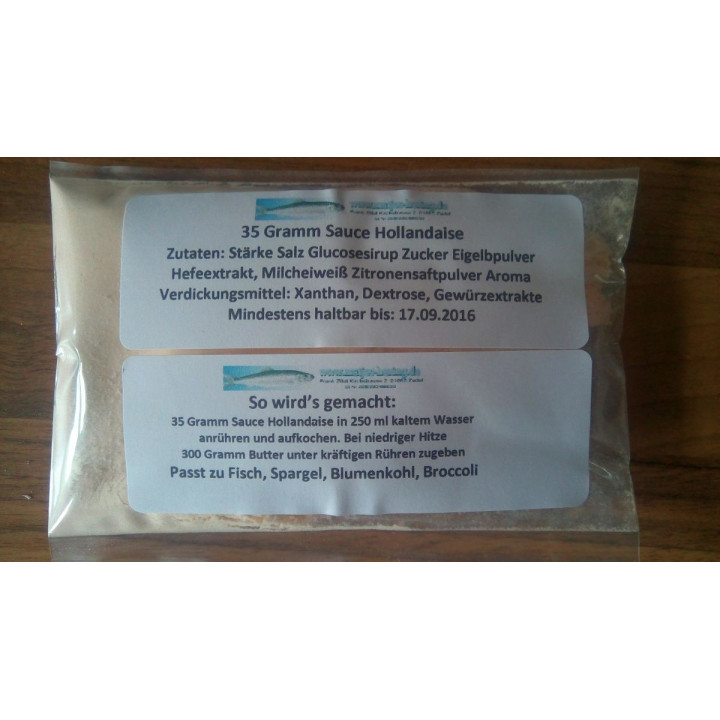 35 Gramm Sauce Hollandaise
Zutaten: Stärke Salz Glucosesirup Zucker Eigelbpulver
Hefeextrakt, Milcheiweiß Zitronensaftpulver Aroma
Verdickungsmittel: Xanthan, Dextrose, Gewürzextrakte
Mindestens haltbar bis: 17.09.2016
So wird's gemacht:
35 Gramm Sauce Hollandaise in 250 ml kaltem Wasser
anrühren und aufkochen. Bei niedriger Hitze
300 Gramm Butter unter kräftigen Rühren zugeben
Passt zu Fisch, Spargel, Blumenkohl, Broccoli